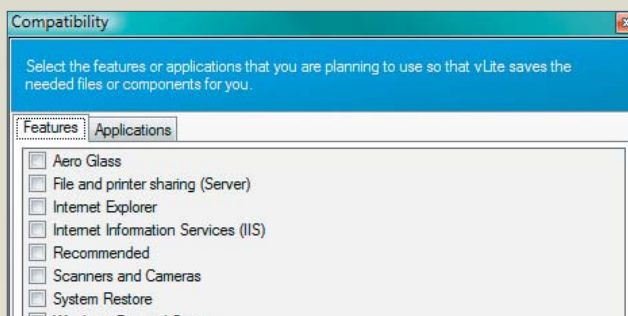 Compatibility
Select the features or applications that you are planning to use so that vLite saves the
needed files or components for you.
Features Applications
Aero Glass
File and printer sharing (Server)
Internet Explorer
Internet Information Services (IIS)
Recommended
Scanners and Cameras
System Restore